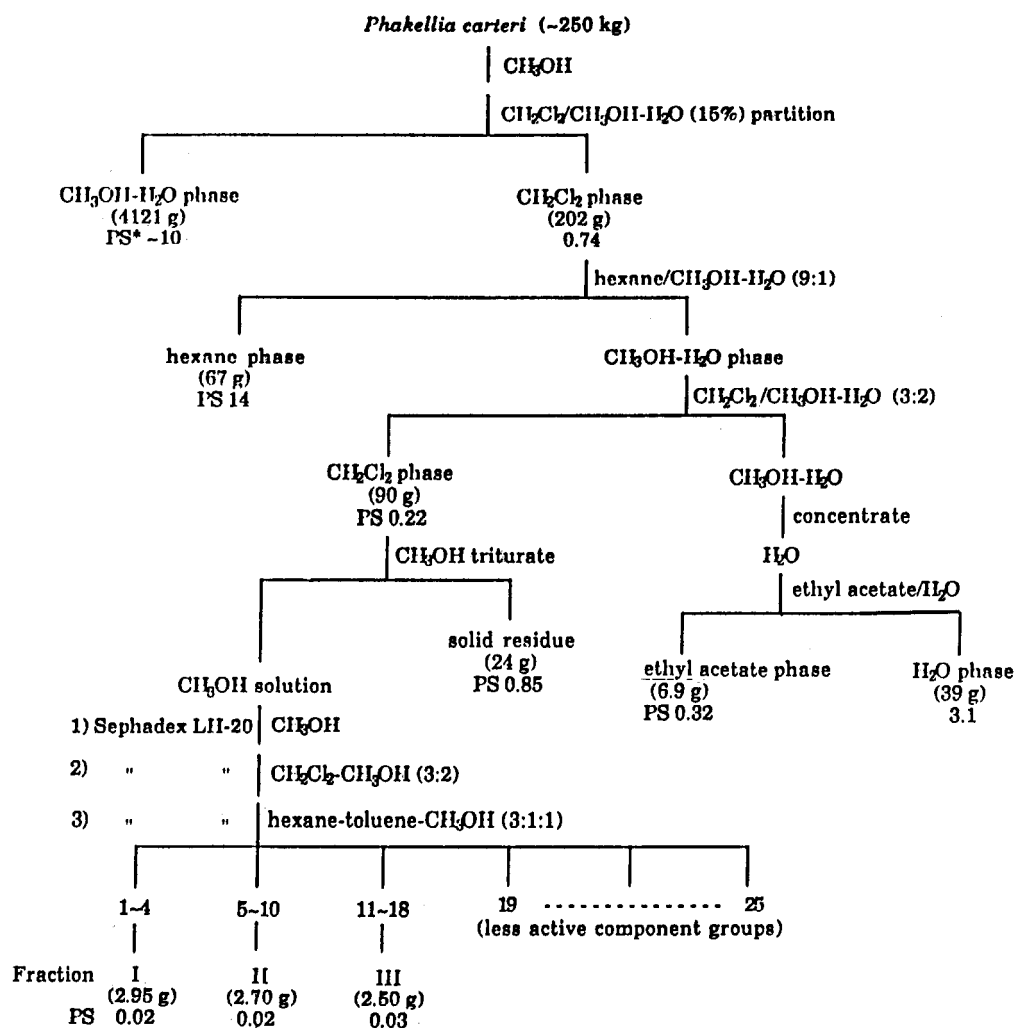 Phakellia carteri (~250 kg)
CH3OH
CH2Cl2/CH3OH-H2O (15%) partition
CH3OH-H2O phase
(4121 g)
PS* ~10
CH2Cl2 phase
(202 g)
0.74
hexane/CH3OH-H2O (9:1)
hexane phase
(67 g)
PS 14
CH3OH-H2O phase
CH2Cl2/CH3OH-H2O (3:2)
CH2Cl2 phase
(90 g)
PS 0.22
CH3OH-H2O
concentrate
H2O
CH3OH triturate
ethyl acetate/H2O
solid residue
(24 g)
PS 0.85
ethyl acetate phase
(6.9 g)
PS 0.32
H2O phase
(39 g)
3.1
CH3OH solution
1) Sephadex LH-20 CH3OH
2) " " CH2Cl2-CH3OH (3:2)
3) " " hexane-toluene-CH3OH (3:1:1)
1~4 5~10 11~18 19 ---------------- 25
(less active component groups)
Fraction I II III
(2.95 g) (2.70 g) (2.50 g)
PS 0.02 0.02 0.03